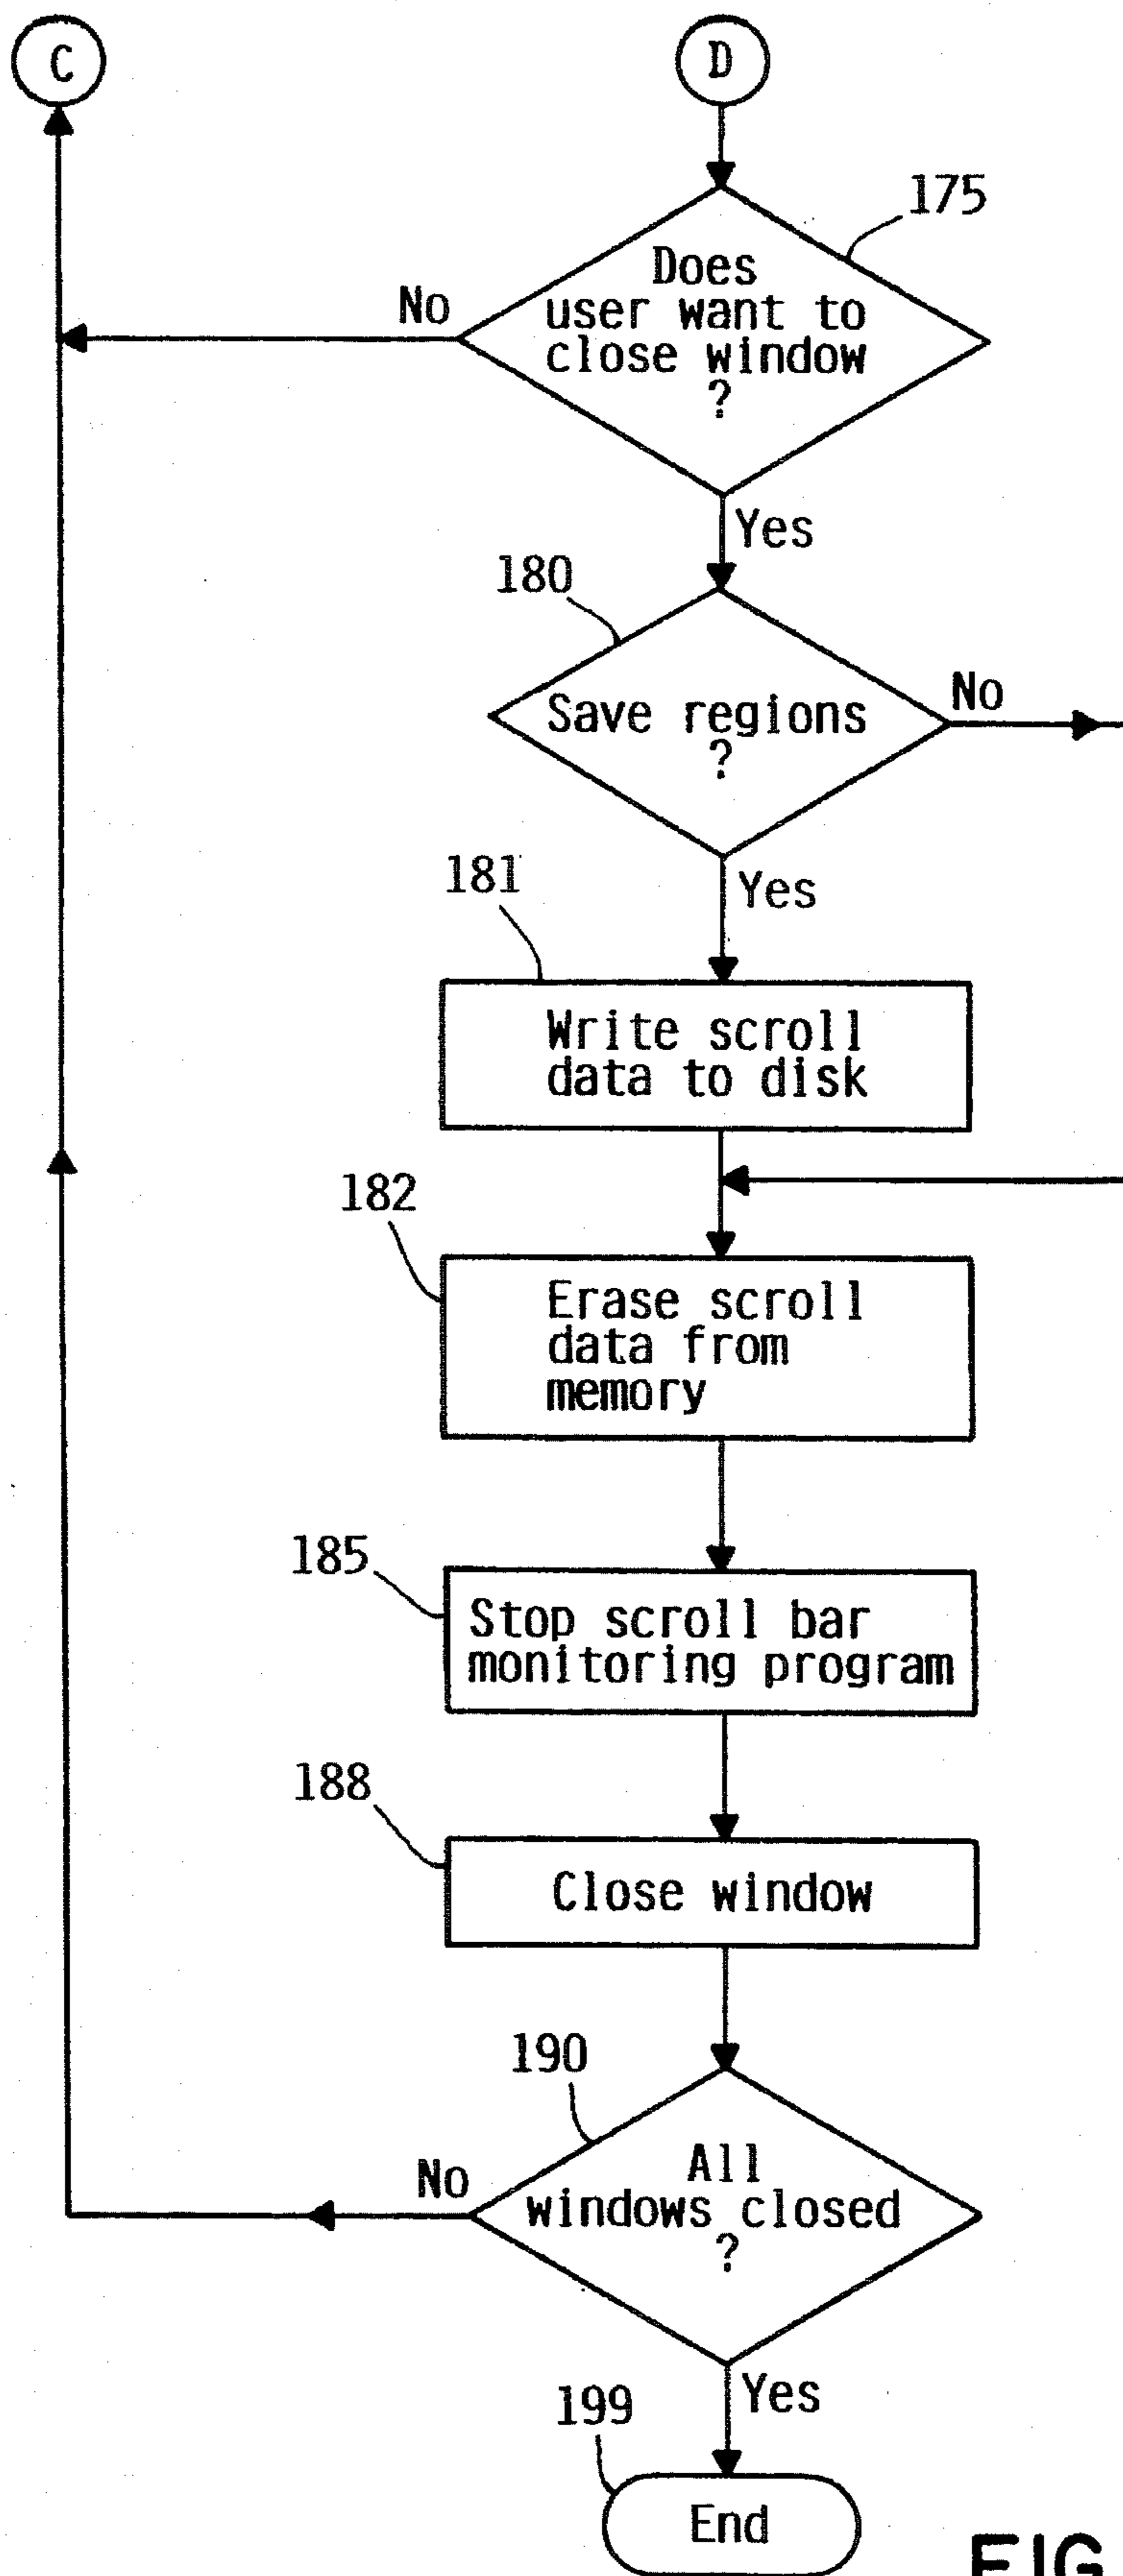 C
D
175
Does
user want to
close window
?
No
Yes
180
Save regions
?
No
Yes
181
Write scroll
data to disk
182
Erase scroll
data from
memory
185
Stop scroll bar
monitoring program
188
Close window
190
All
windows closed
?
No
Yes
199
End
FIG